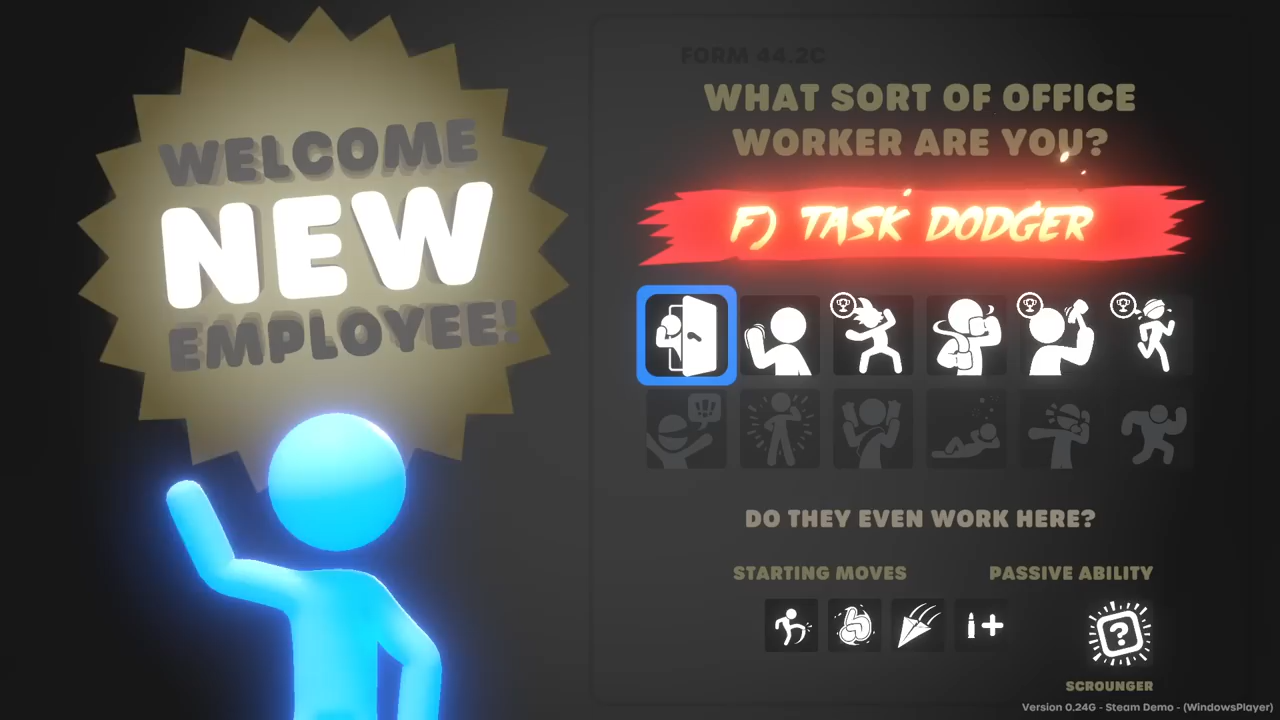 WELCOME
NEW
EMPLOYEE!
FORM 44.2C
WHAT SORT OF OFFICE
WORKER ARE YOU?
F) TASK DODGER
DO THEY EVEN WORK HERE?
STARTING MOVES
PASSIVE ABILITY
SCROUNGER
Version 0.24G - Steam Demo - (WindowsPlayer)